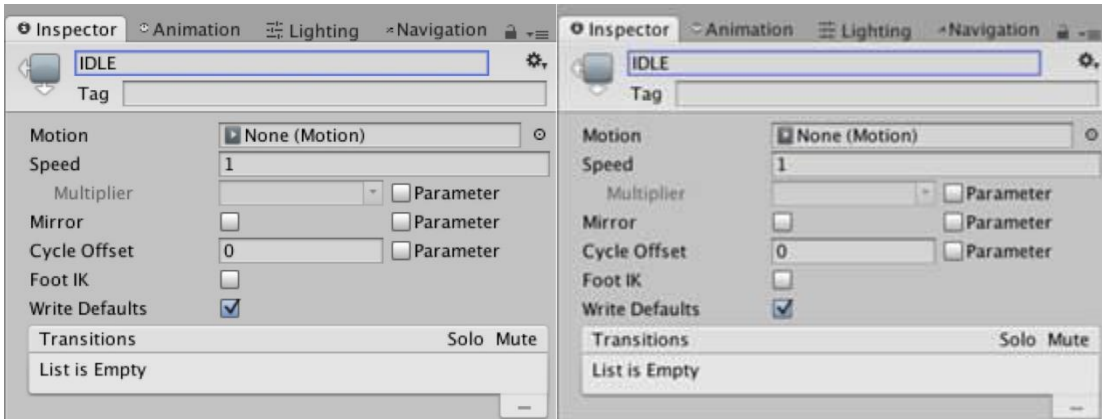 Inspector Animation Lighting Navigation
IDLE
Tag
Motion None (Motion)
Speed 1
Multiplier Parameter
Mirror Parameter
Cycle Offset 0 Parameter
Foot IK
Write Defaults
Transitions Solo Mute
List is Empty
Inspector Animation Lighting Navigation
IDLE
Tag
Motion None (Motion)
Speed 1
Multiplier Parameter
Mirror Parameter
Cycle Offset 0 Parameter
Foot IK
Write Defaults
Transitions Solo Mute
List is Empty